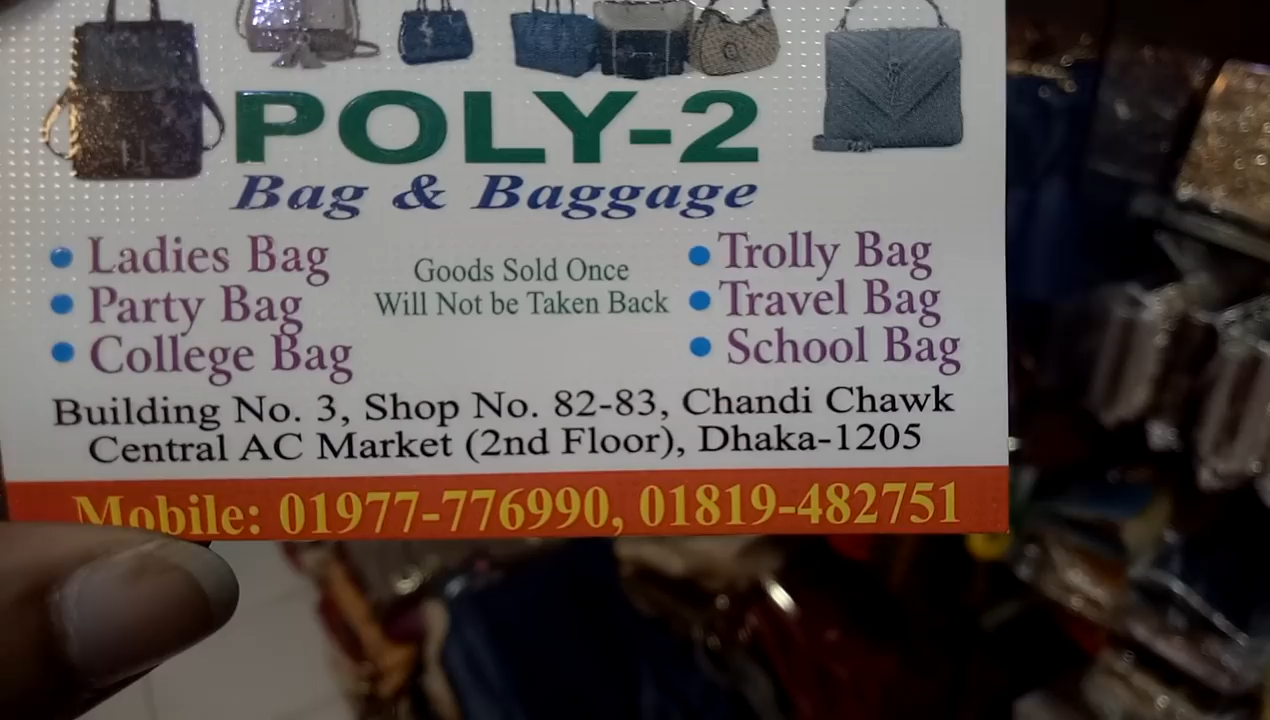 POLY-2
Bag & Baggage
Ladies Bag
Party Bag
College Bag
Goods Sold Once
Will Not be Taken Back
Trolly Bag
Travel Bag
School Bag
Building No. 3, Shop No. 82-83, Chandi Chawk
Central AC Market (2nd Floor), Dhaka-1205
Mobile: 01977-776990, 01819-482751